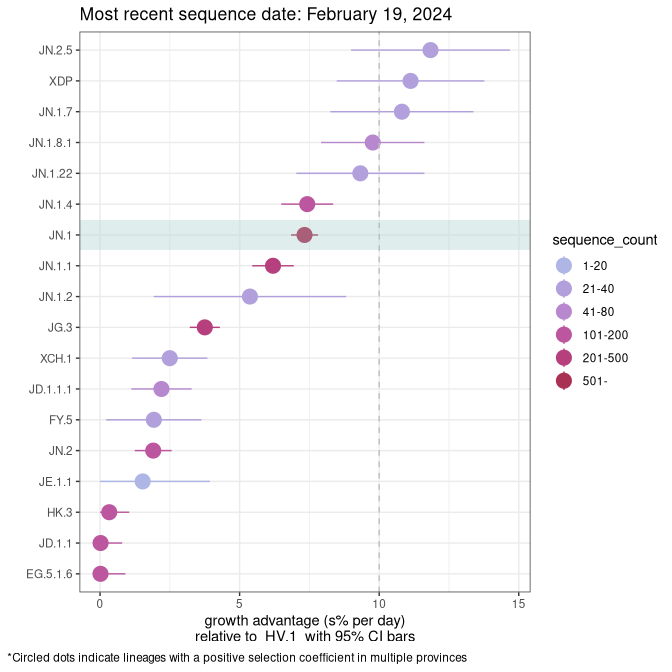 Most recent sequence date: February 19, 2024
JN.2.5
XDP
JN.1.7
JN.1.8.1
JN.1.22
JN.1.4
JN.1
JN.1.1
JN.1.2
JG.3
XCH.1
JD.1.1.1
FY.5
JN.2
JE.1.1
HK.3
JD.1.1
EG.5.1.6
0 5 10 15
growth advantage (s% per day)
relative to HV.1 with 95% CI bars
sequence_count
1-20
21-40
41-80
101-200
201-500
501-
*Circled dots indicate lineages with a positive selection coefficient in multiple provinces